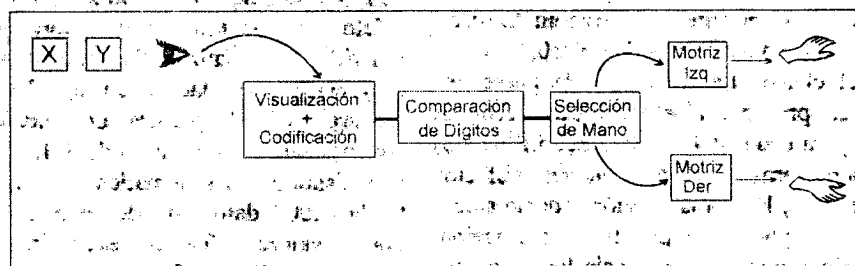 X Y
Visualización
+
Codificación
Comparación
de Dígitos
Selección
de Mano
Motriz
Izq
Motriz
Der